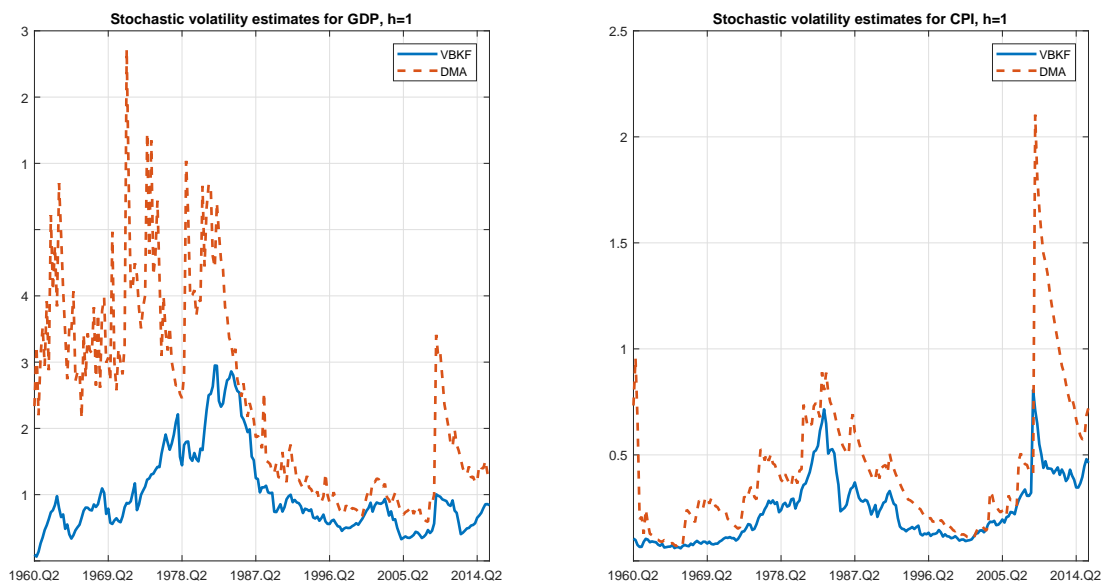 Stochastic volatility estimates for GDP, h=1
3
VBKF
DMA
2
1
4
3
2
1
1960.Q2 1969.Q2 1978.Q2 1987.Q2 1996.Q2 2005.Q2 2014.Q2
Stochastic volatility estimates for CPI, h=1
2.5
VBKF
DMA
2
1.5
1
0.5
1960.Q2 1969.Q2 1978.Q2 1987.Q2 1996.Q2 2005.Q2 2014.Q2